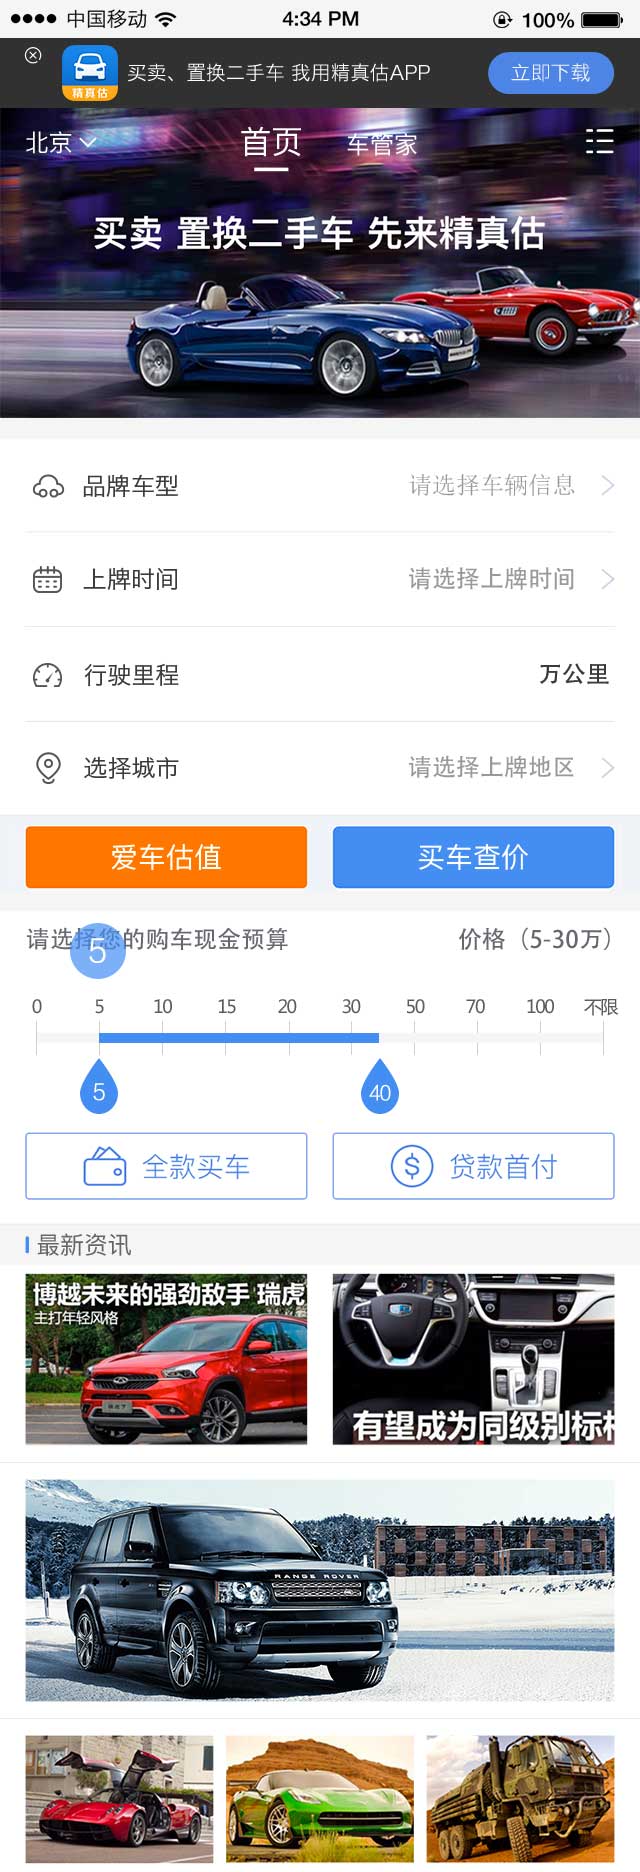 中国移动 4:34 PM 100%
买卖、置换二手车 我用精真估APP 立即下载
精真估
北京 首页 车管家
买卖 置换二手车 先来精真估
品牌车型 请选择车辆信息
上牌时间 请选择上牌时间
行驶里程 万公里
选择城市 请选择上牌地区
爱车估值 买车查价
请选择您的购车现金预算 价格（5-30万）
5
0 5 10 15 20 30 50 70 100 不限
5 40
全款买车 $ 贷款首付
最新资讯
博越未来的强劲敌手 瑞虎
主打年轻风格
有望成为同级别标杆
RANGE ROVER